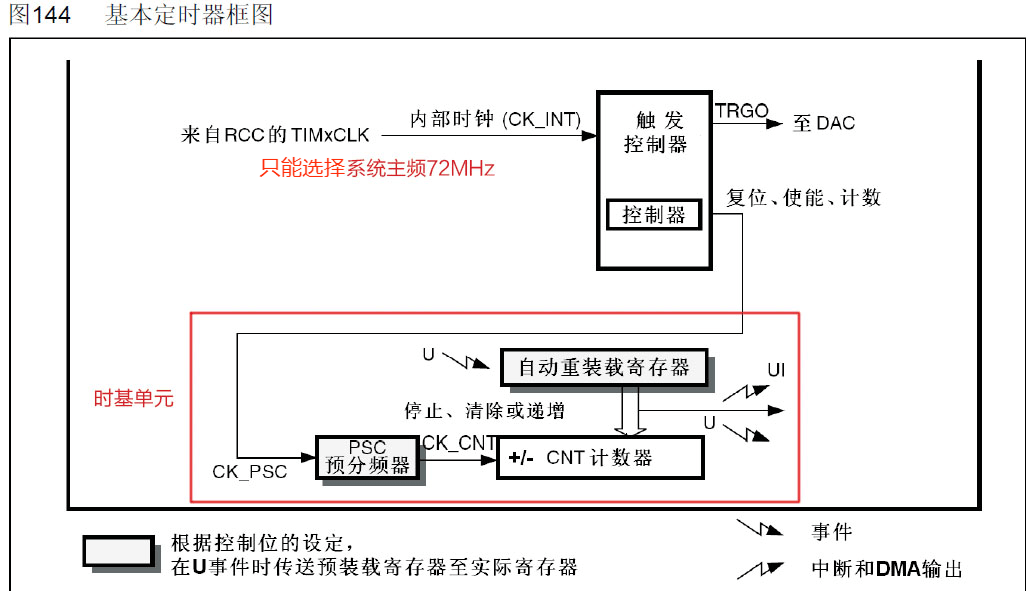 图144 基本定时器框图
来自RCC的TIMxCLK
内部时钟 (CK_INT)
只能选择系统主频72MHz
触发
控制器
控制器
TRGO
至DAC
复位、使能、计数
时基单元
U
自动重装载寄存器
UI
停止、清除或递增
U
CK_PSC
PSC
预分频器
CK_CNT
+/- CNT计数器
根据控制位的设定，
在U事件时传送预装载寄存器至实际寄存器
事件
中断和DMA输出